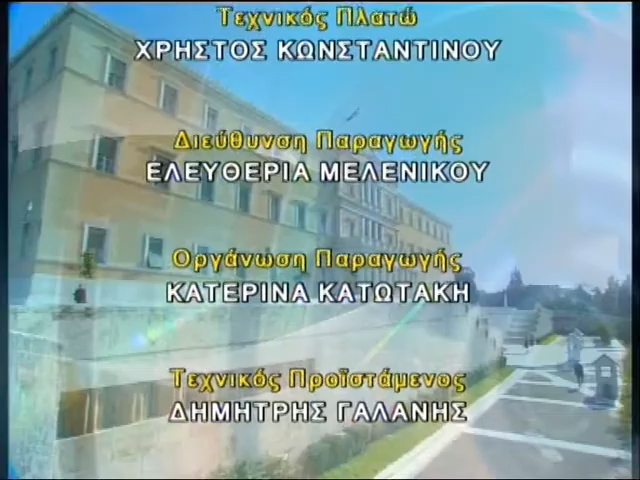 Τεχνικός Πλατώ
ΧΡΗΣΤΟΣ ΚΩΝΣΤΑΝΤΙΝΟΥ
Διεύθυνση Παραγωγής
ΕΛΕΥΘΕΡΙΑ ΜΕΛΕΝΙΚΟΥ
Οργάνωση Παραγωγής
ΚΑΤΕΡΙΝΑ ΚΑΤΩΤΑΚΗ
Τεχνικός Προϊστάμενος
ΔΗΜΗΤΡΗΣ ΓΑΛΑΝΗΣ